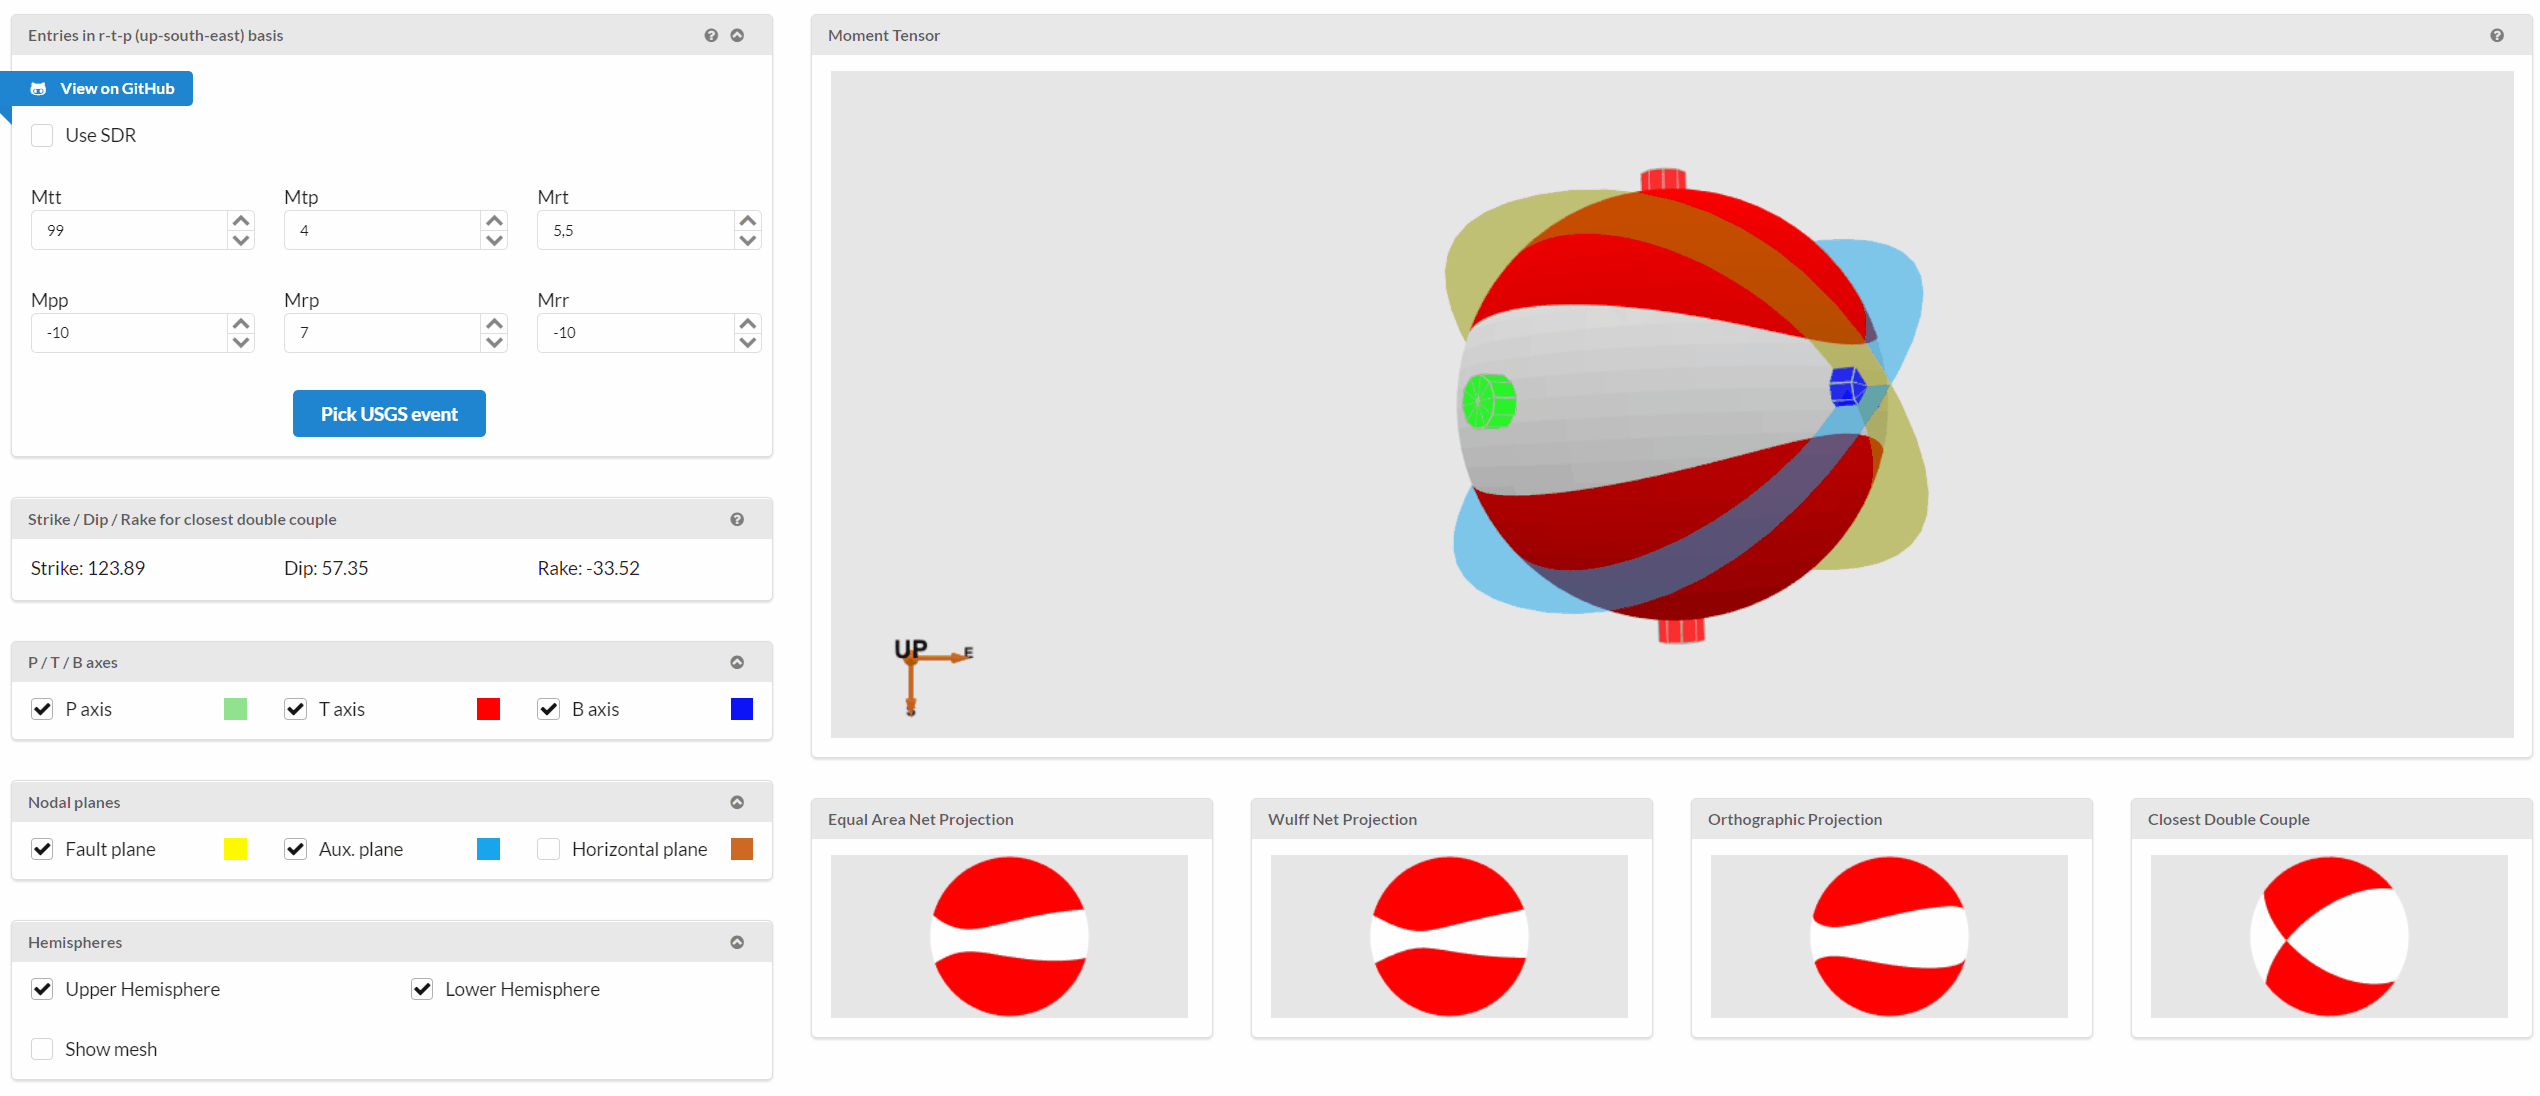 Entries in r-t-p (up-south-east) basis
View on GitHub
Use SDR
Mtt Mtp Mrt
99 4 5,5
Mpp Mrp Mrr
-10 7 -10
Pick USGS event
Strike / Dip / Rake for closest double couple
Strike: 123.89 Dip: 57.35 Rake: -33.52
P / T / B axes
P axis T axis B axis
Nodal planes
Fault plane Aux. plane Horizontal plane
Hemispheres
Upper Hemisphere Lower Hemisphere
Show mesh
Moment Tensor
UP E
S
Equal Area Net Projection
Wulff Net Projection
Orthographic Projection
Closest Double Couple